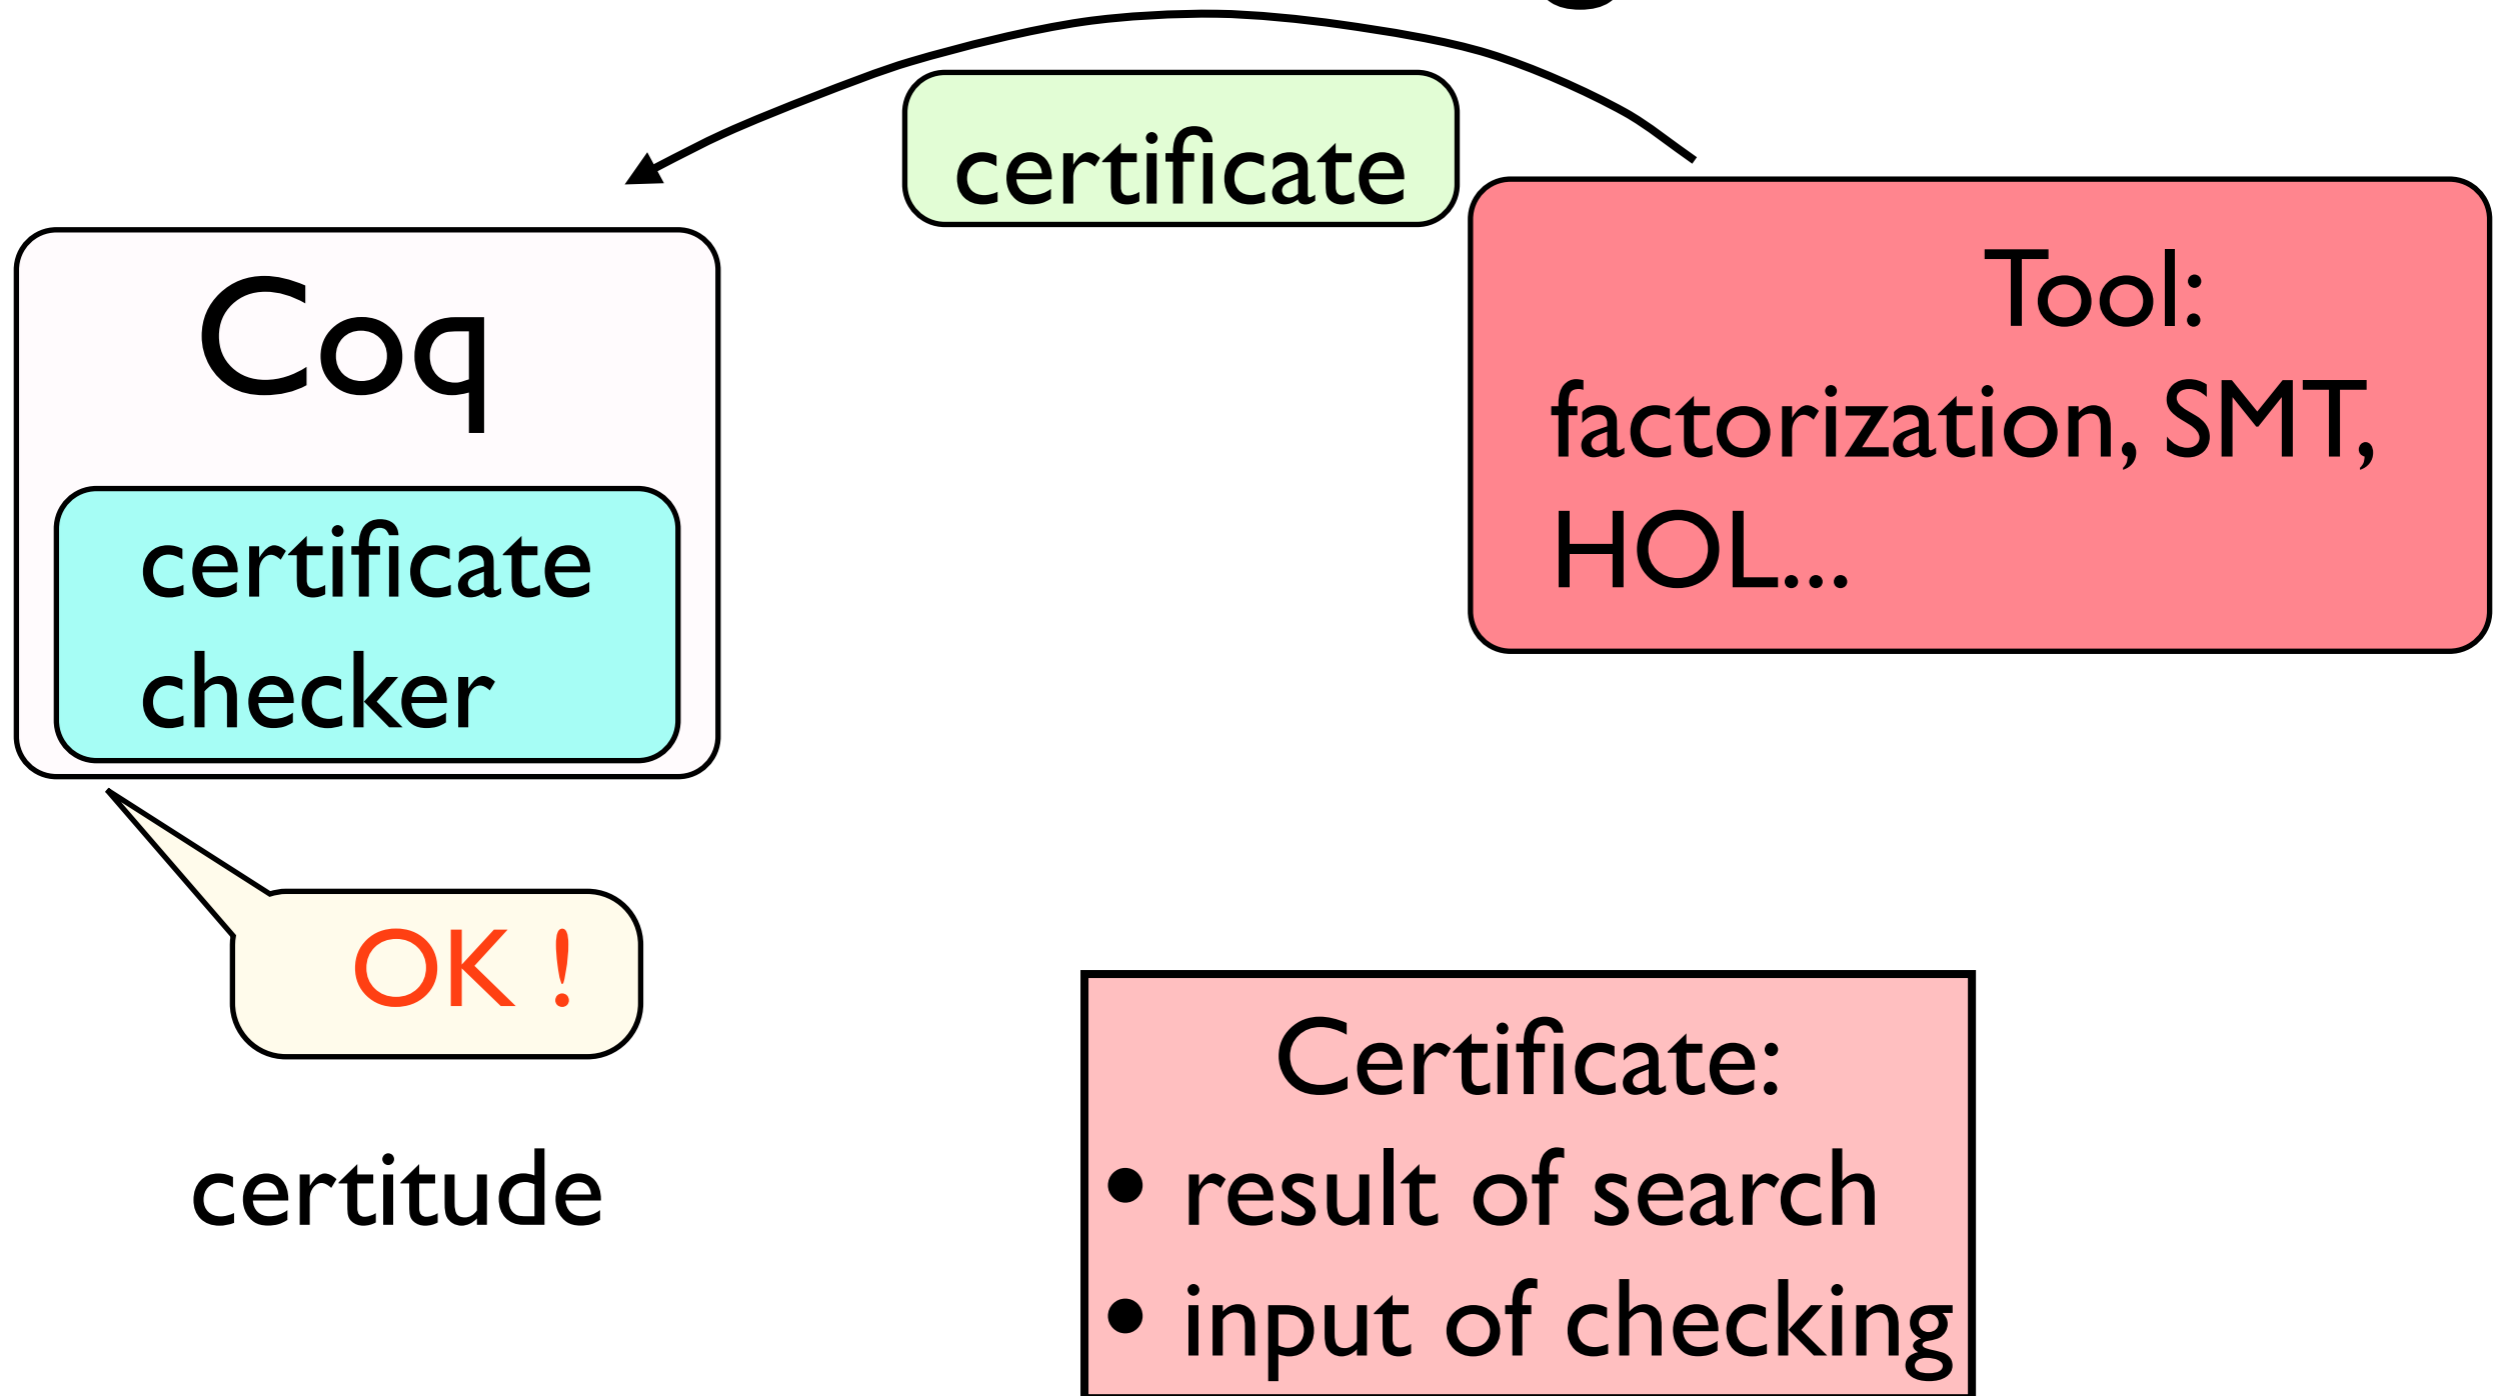 certificate
Coq
certificate
checker
Tool:
factorization, SMT,
HOL...
OK !
certitude
Certificate:
• result of search
• input of checking